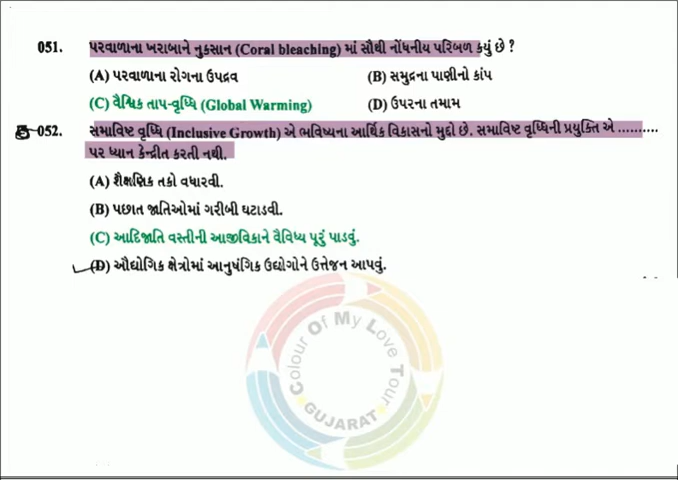 051. પરવાળાના ખરાબાને નુકસાન (Coral bleaching) માં સૌથી નોંધનીય પરિબળ કયું છે ?
(A) પરવાળાના રોગના ઉપદ્રવ (B) સમુદ્રના પાણીનો કાંપ
(C) વૈશ્વિક તાપ-વૃધ્ધિ (Global Warming) (D) ઉપરના તમામ
052. સમાવિષ્ટ વૃધ્ધિ (Inclusive Growth) એ ભવિષ્યના આર્થિક વિકાસનો મુદ્દો છે. સમાવિષ્ટ વૃધ્ધિની પ્રયુક્તિ એ ..........
પર ધ્યાન કેન્દ્રીત કરતી નથી.
(A) શૈક્ષણિક તકો વધારવી.
(B) પછાત જાતિઓમાં ગરીબી ઘટાડવી.
(C) આદિજાતિ વસ્તીની આજીવિકાને વૈવિધ્ય પૂરું પાડવું.
(D) ઔદ્યોગિક ક્ષેત્રોમાં આનુષંગિક ઉદ્યોગોને ઉત્તેજન આપવું.
Colour Of My Love Tour
GUJARAT